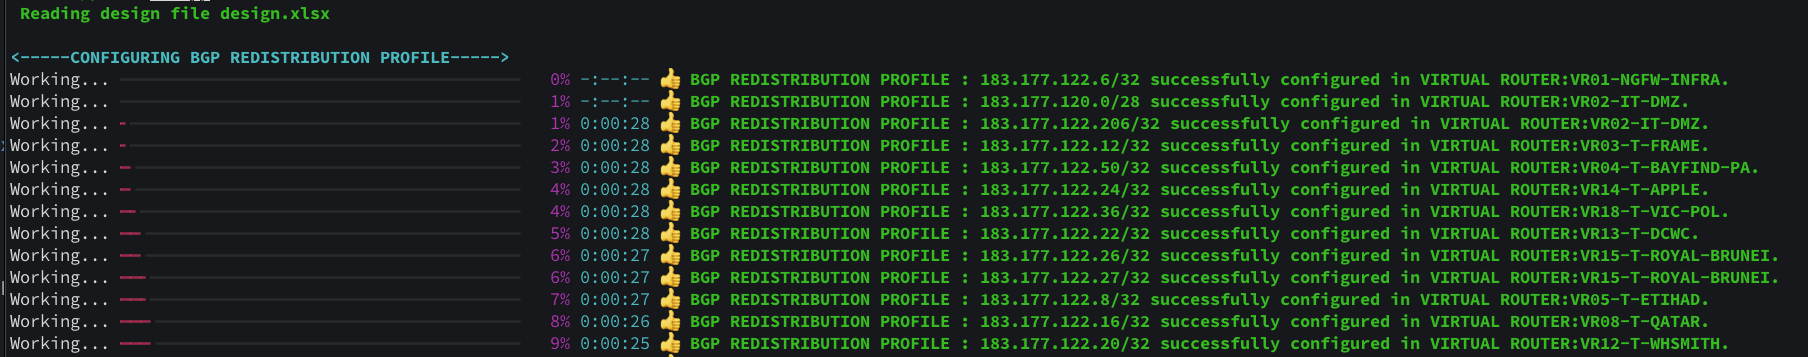 Reading design file design.xlsx
<-----CONFIGURING BGP REDISTRIBUTION PROFILE----->
Working... 0% -:--:-- 👍 BGP REDISTRIBUTION PROFILE : 183.177.122.6/32 successfully configured in VIRTUAL ROUTER:VR01-NGFW-INFRA.
Working... 1% -:--:-- 👍 BGP REDISTRIBUTION PROFILE : 183.177.120.0/28 successfully configured in VIRTUAL ROUTER:VR02-IT-DMZ.
Working... 1% 0:00:28 👍 BGP REDISTRIBUTION PROFILE : 183.177.122.206/32 successfully configured in VIRTUAL ROUTER:VR02-IT-DMZ.
Working... 2% 0:00:28 👍 BGP REDISTRIBUTION PROFILE : 183.177.122.12/32 successfully configured in VIRTUAL ROUTER:VR03-T-FRAME.
Working... 3% 0:00:28 👍 BGP REDISTRIBUTION PROFILE : 183.177.122.50/32 successfully configured in VIRTUAL ROUTER:VR04-T-BAYFIND-PA.
Working... 4% 0:00:28 👍 BGP REDISTRIBUTION PROFILE : 183.177.122.24/32 successfully configured in VIRTUAL ROUTER:VR14-T-APPLE.
Working... 4% 0:00:28 👍 BGP REDISTRIBUTION PROFILE : 183.177.122.36/32 successfully configured in VIRTUAL ROUTER:VR18-T-VIC-POL.
Working... 5% 0:00:28 👍 BGP REDISTRIBUTION PROFILE : 183.177.122.22/32 successfully configured in VIRTUAL ROUTER:VR13-T-DCWC.
Working... 6% 0:00:27 👍 BGP REDISTRIBUTION PROFILE : 183.177.122.26/32 successfully configured in VIRTUAL ROUTER:VR15-T-ROYAL-BRUNEI.
Working... 6% 0:00:27 👍 BGP REDISTRIBUTION PROFILE : 183.177.122.27/32 successfully configured in VIRTUAL ROUTER:VR15-T-ROYAL-BRUNEI.
Working... 7% 0:00:27 👍 BGP REDISTRIBUTION PROFILE : 183.177.122.8/32 successfully configured in VIRTUAL ROUTER:VR05-T-ETIHAD.
Working... 8% 0:00:26 👍 BGP REDISTRIBUTION PROFILE : 183.177.122.16/32 successfully configured in VIRTUAL ROUTER:VR08-T-QATAR.
Working... 9% 0:00:25 👍 BGP REDISTRIBUTION PROFILE : 183.177.122.20/32 successfully configured in VIRTUAL ROUTER:VR12-T-WHSMITH.